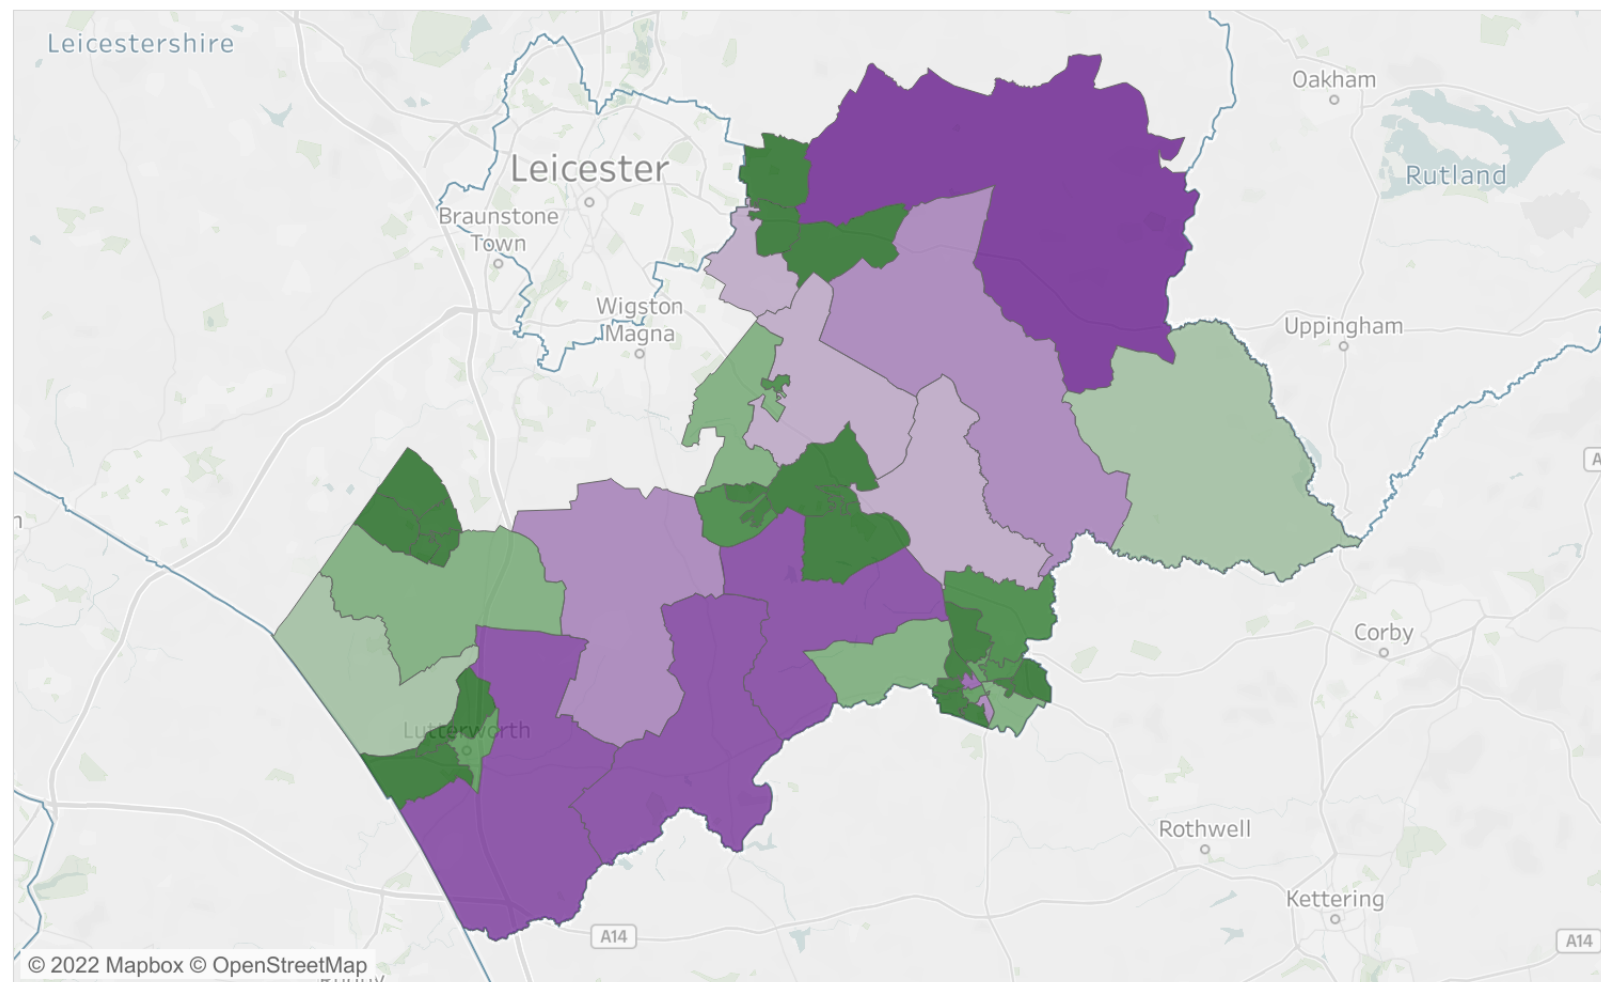 Leicestershire
Oakham
Leicester
Rutland
Braunstone
Town
Wigston
Magna
Uppingham
A
Corby
Lutterworth
Rothwell
Kettering
A14
A14
© 2022 Mapbox © OpenStreetMap